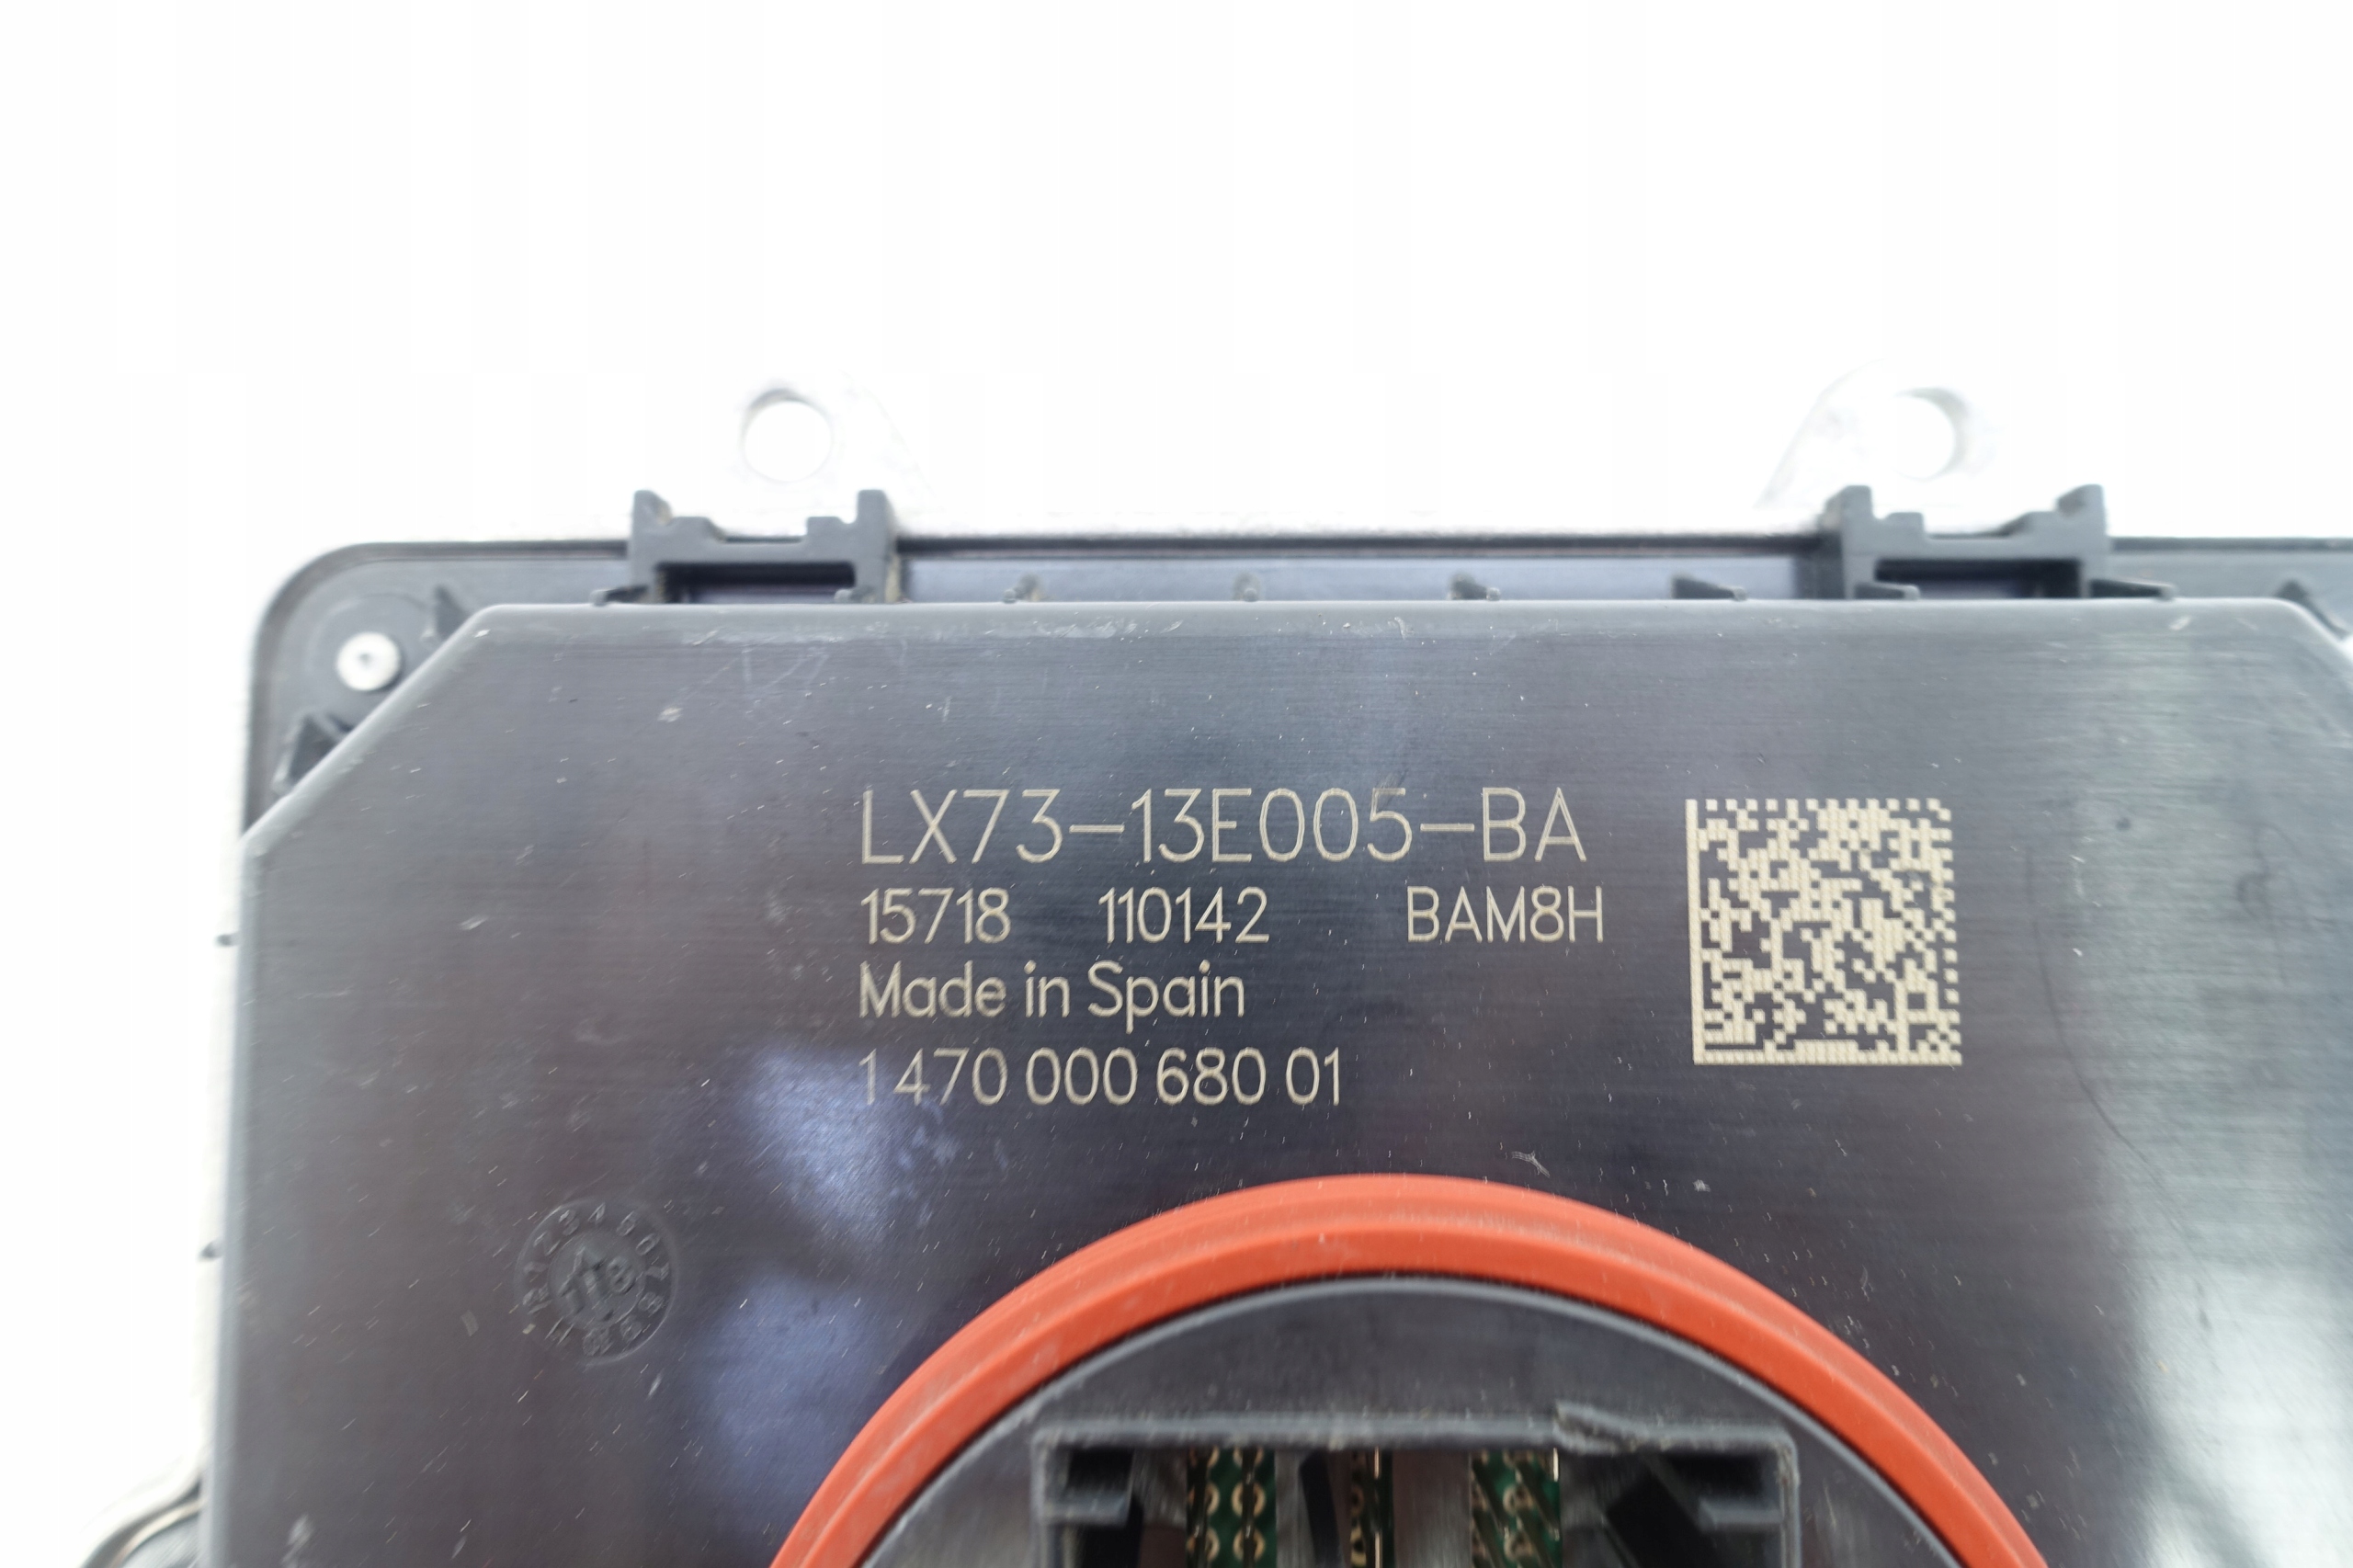 LX73-13E005-BA
15718 110142 BAM8H
Made in Spain
1 470 000 680 01